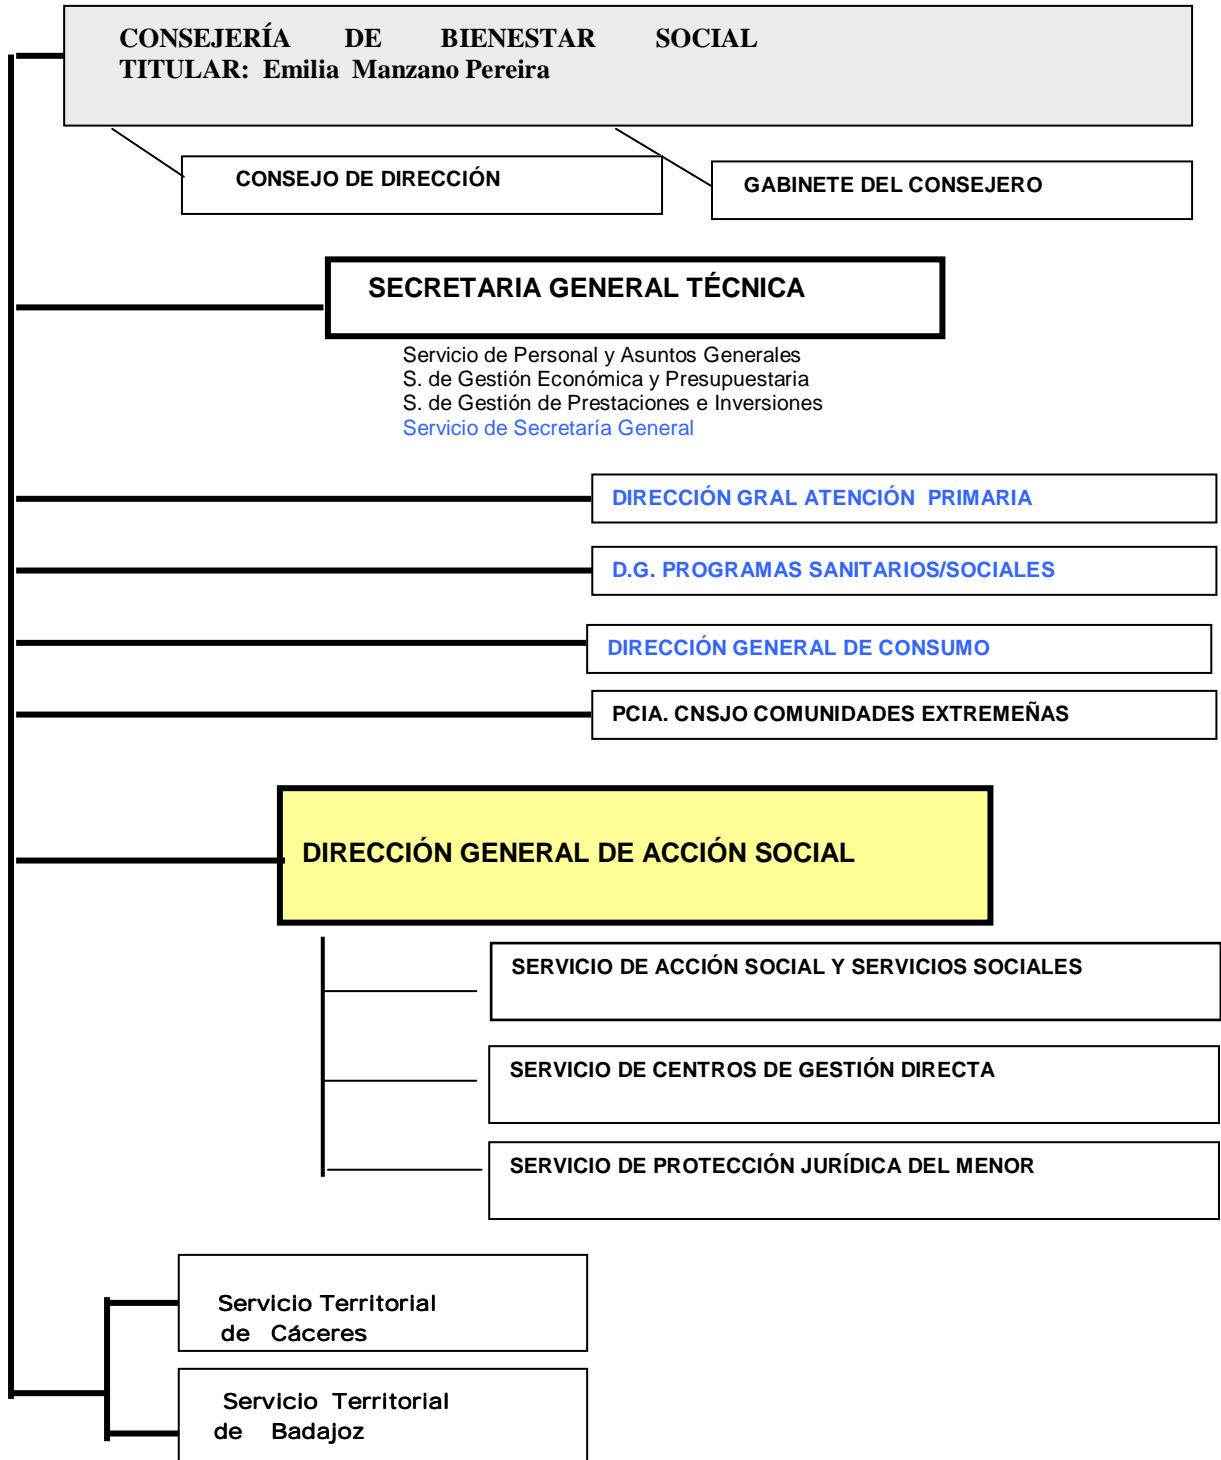 CONSEJERÍA DE BIENESTAR SOCIAL
TITULAR: Emilia Manzano Pereira
CONSEJO DE DIRECCIÓN
GABINETE DEL CONSEJERO
SECRETARIA GENERAL TÉCNICA
Servicio de Personal y Asuntos Generales
S. de Gestión Económica y Presupuestaria
S. de Gestión de Prestaciones e Inversiones
Servicio de Secretaría General
DIRECCIÓN GRAL ATENCIÓN PRIMARIA
D.G. PROGRAMAS SANITARIOS/SOCIALES
DIRECCIÓN GENERAL DE CONSUMO
PCIA. CNSJO COMUNIDADES EXTREMEÑAS
DIRECCIÓN GENERAL DE ACCIÓN SOCIAL
SERVICIO DE ACCIÓN SOCIAL Y SERVICIOS SOCIALES
SERVICIO DE CENTROS DE GESTIÓN DIRECTA
SERVICIO DE PROTECCIÓN JURÍDICA DEL MENOR
Servicio Territorial
de Cáceres
Servicio Territorial
de Badajoz